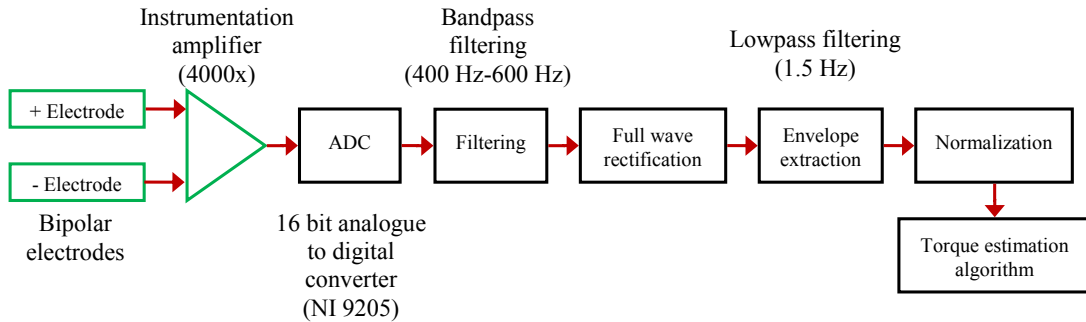 Instrumentation
amplifier
(4000x)
Bandpass
filtering
(400 Hz-600 Hz)
Lowpass filtering
(1.5 Hz)
+ Electrode
- Electrode
Bipolar
electrodes
ADC
16 bit analogue
to digital
converter
(NI 9205)
Filtering
Full wave
rectification
Envelope
extraction
Normalization
Torque estimation
algorithm